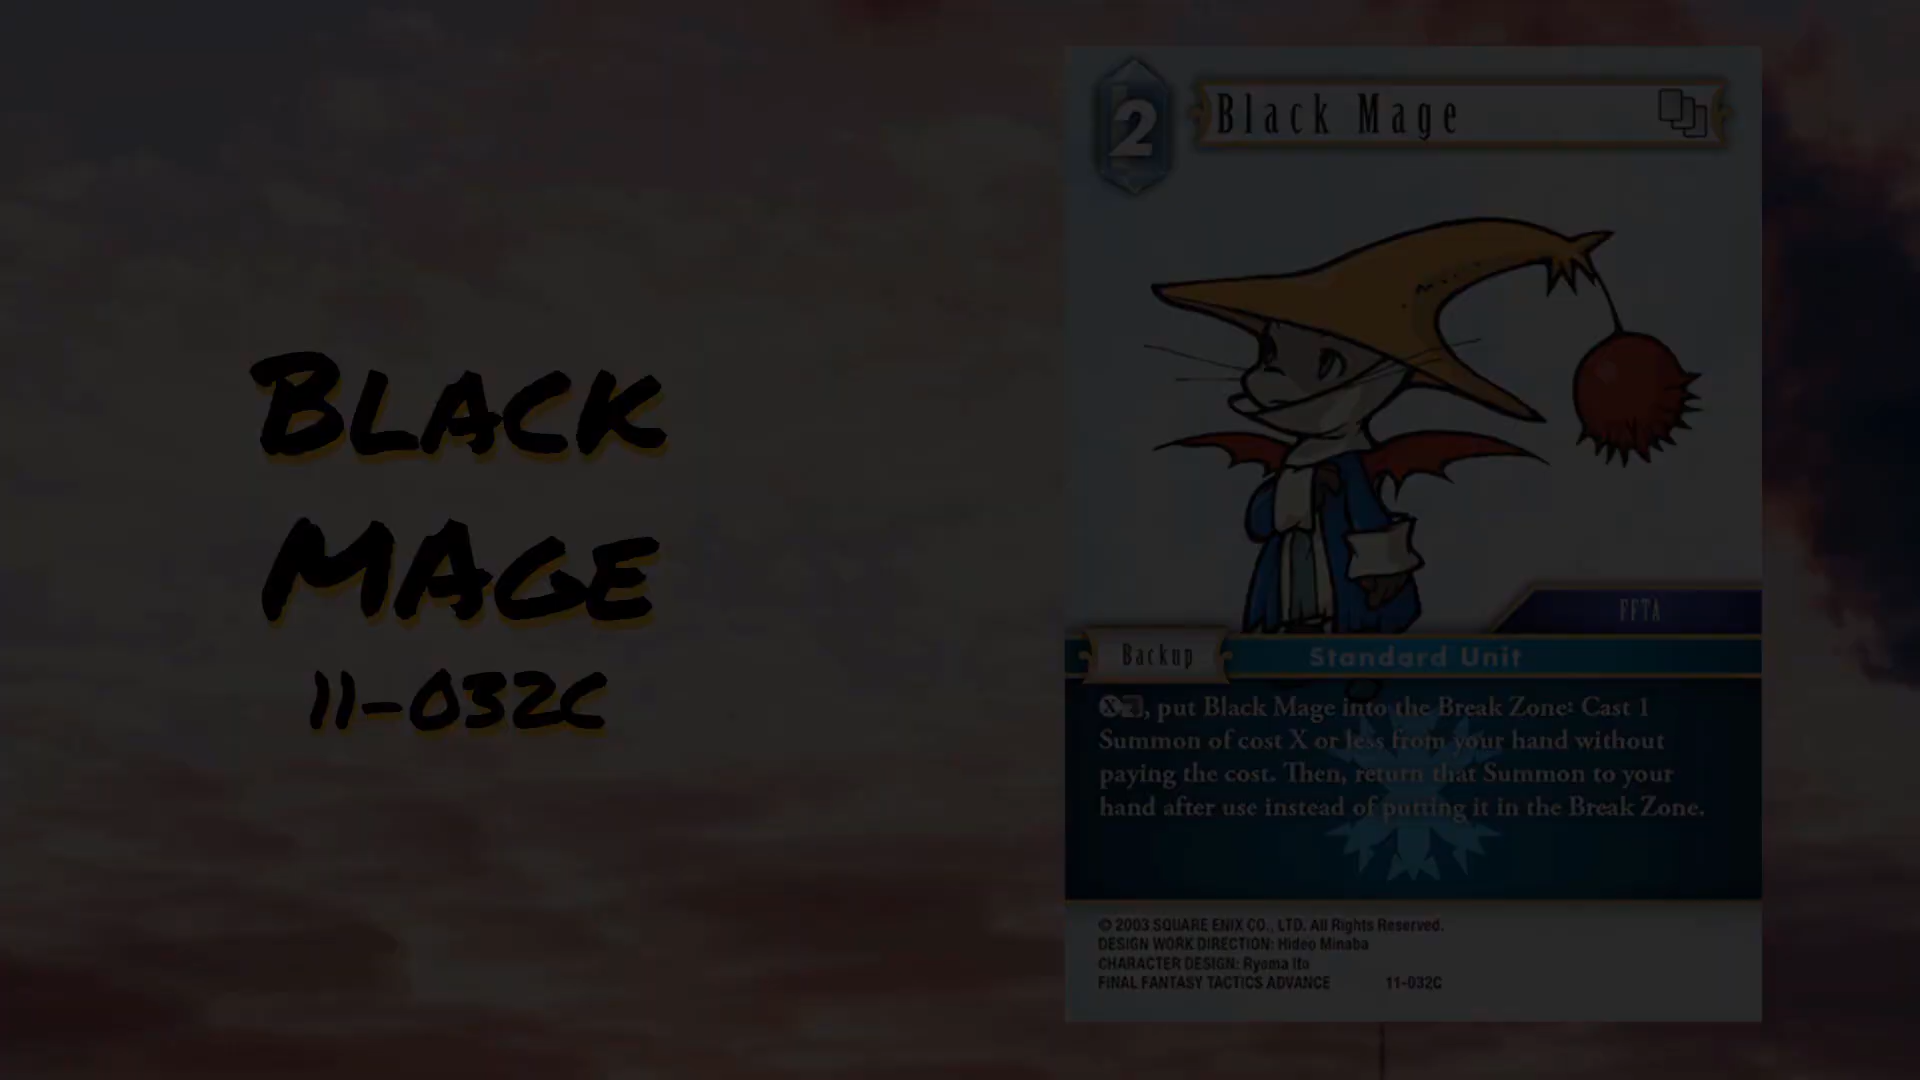 Black
Mage
11-032C
2
Black Mage
FFTA
Backup
Standard Unit
X, put Black Mage into the Break Zone: Cast 1
Summon of cost X or less from your hand without
paying the cost. Then, return that Summon to your
hand after use instead of putting it in the Break Zone.
© 2003 SQUARE ENIX CO., LTD. All Rights Reserved.
DESIGN WORK DIRECTION: Hideo Minaba
CHARACTER DESIGN: Ryoma Ito
FINAL FANTASY TACTICS ADVANCE 11-032C